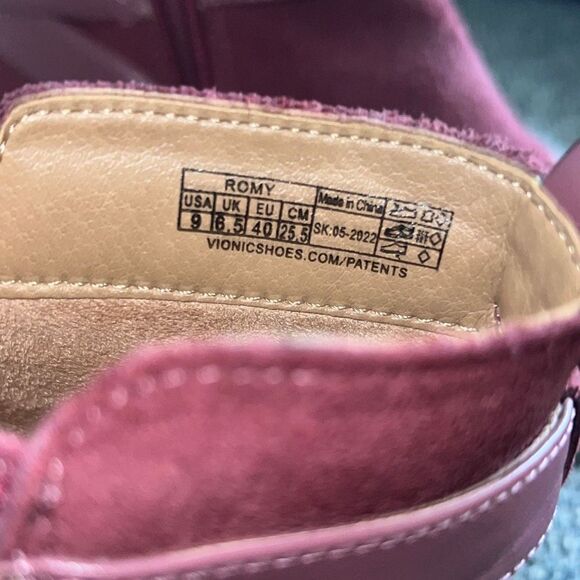 ROMY
USA UK EU CM
9 6.5 40 25.5
Made in China
SK:05-2022
VIONICSHOES.COM/PATENTS